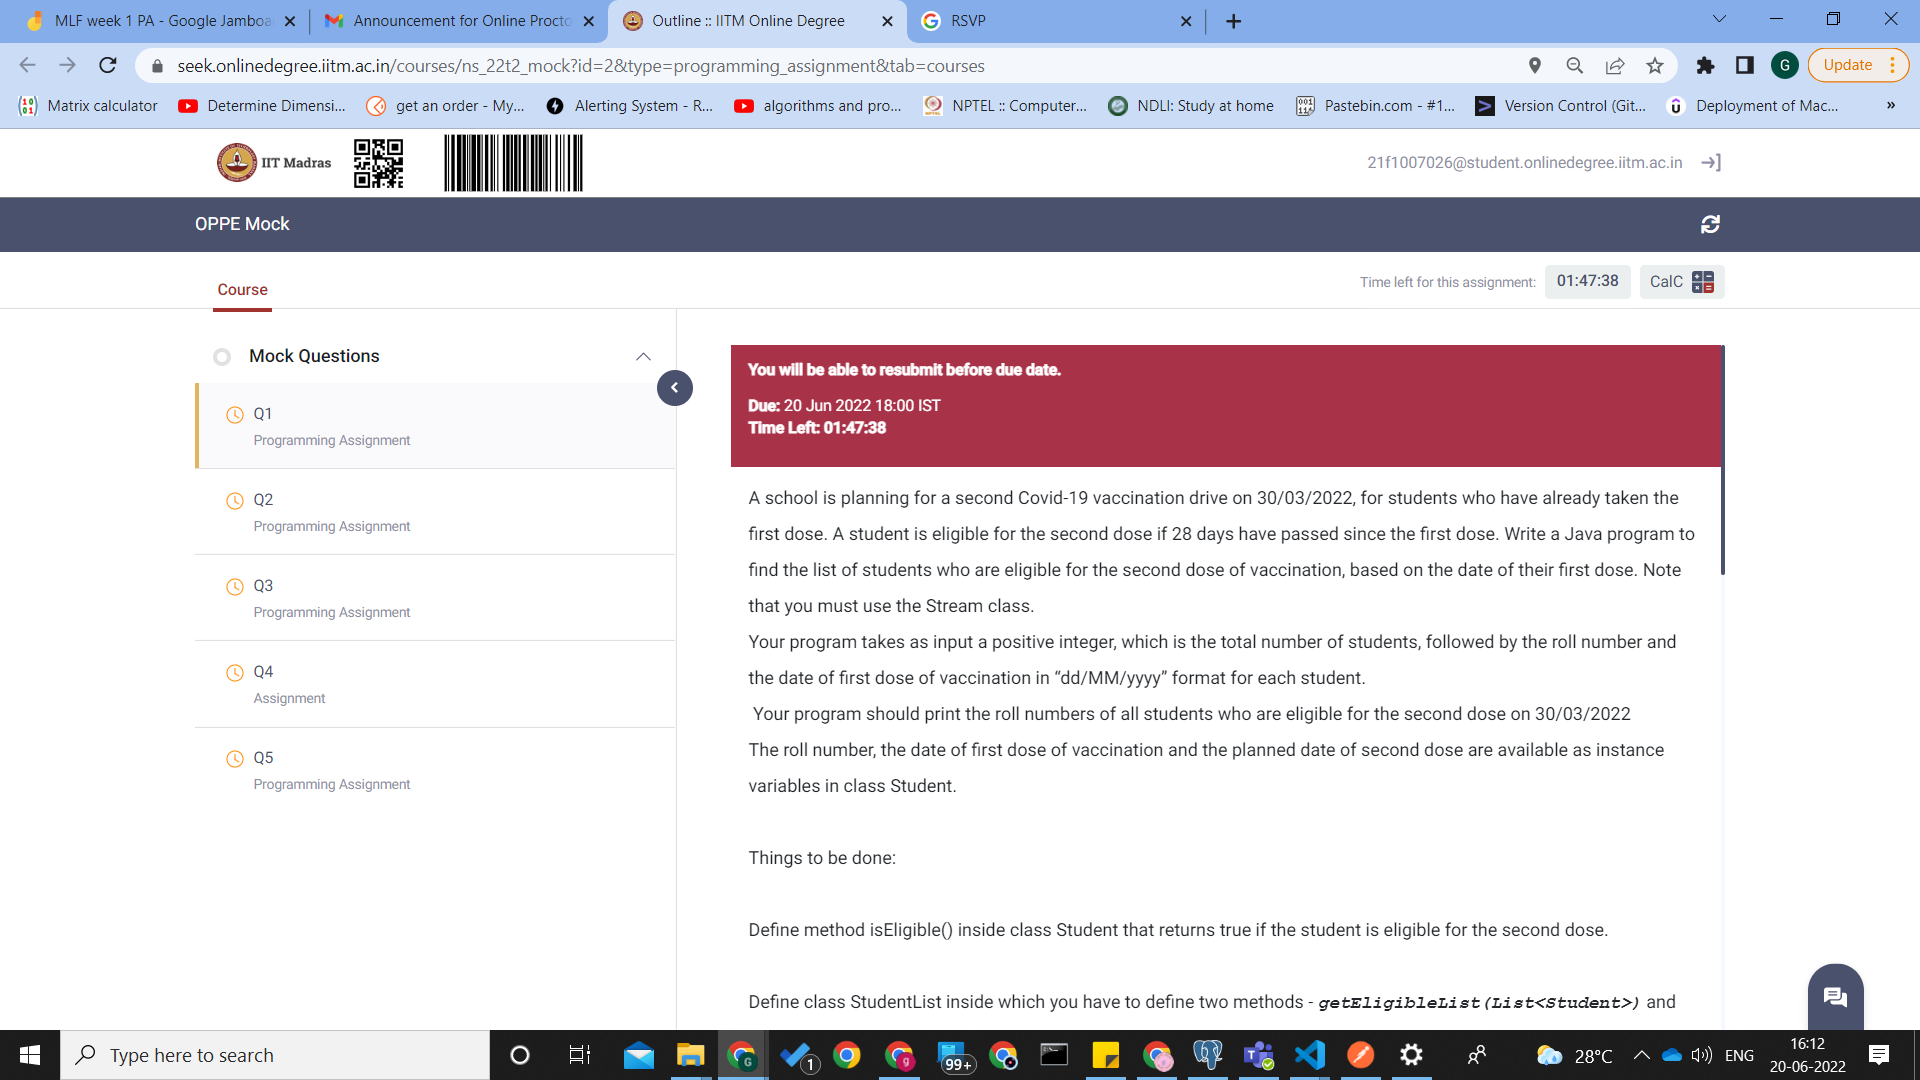 MLF week 1 PA - Google Jamboa
Announcement for Online Procto
Outline :: IITM Online Degree
RSVP
seek.onlinedegree.iitm.ac.in/courses/ns_22t2_mock?id=2&type=programming_assignment&tab=courses
G
Update
Matrix calculator
Determine Dimensi...
get an order - My...
Alerting System - R...
algorithms and pro...
NPTEL :: Computer...
NDLI: Study at home
Pastebin.com - #1...
Version Control (Git...
Deployment of Mac...
»
IIT Madras
21f1007026@student.onlinedegree.iitm.ac.in
OPPE Mock
Course
Time left for this assignment:
01:47:38
CalC
Mock Questions
Q1
Programming Assignment
Q2
Programming Assignment
Q3
Programming Assignment
Q4
Assignment
Q5
Programming Assignment
You will be able to resubmit before due date.
Due: 20 Jun 2022 18:00 IST
Time Left: 01:47:38
A school is planning for a second Covid-19 vaccination drive on 30/03/2022, for students who have already taken the
first dose. A student is eligible for the second dose if 28 days have passed since the first dose. Write a Java program to
find the list of students who are eligible for the second dose of vaccination, based on the date of their first dose. Note
that you must use the Stream class.
Your program takes as input a positive integer, which is the total number of students, followed by the roll number and
the date of first dose of vaccination in “dd/MM/yyyy” format for each student.
Your program should print the roll numbers of all students who are eligible for the second dose on 30/03/2022
The roll number, the date of first dose of vaccination and the planned date of second dose are available as instance
variables in class Student.
Things to be done:
Define method isEligible() inside class Student that returns true if the student is eligible for the second dose.
Define class StudentList inside which you have to define two methods - getEligibleList(List<Student>) and
Type here to search
1
99+
28°C
ENG
16:12
20-06-2022